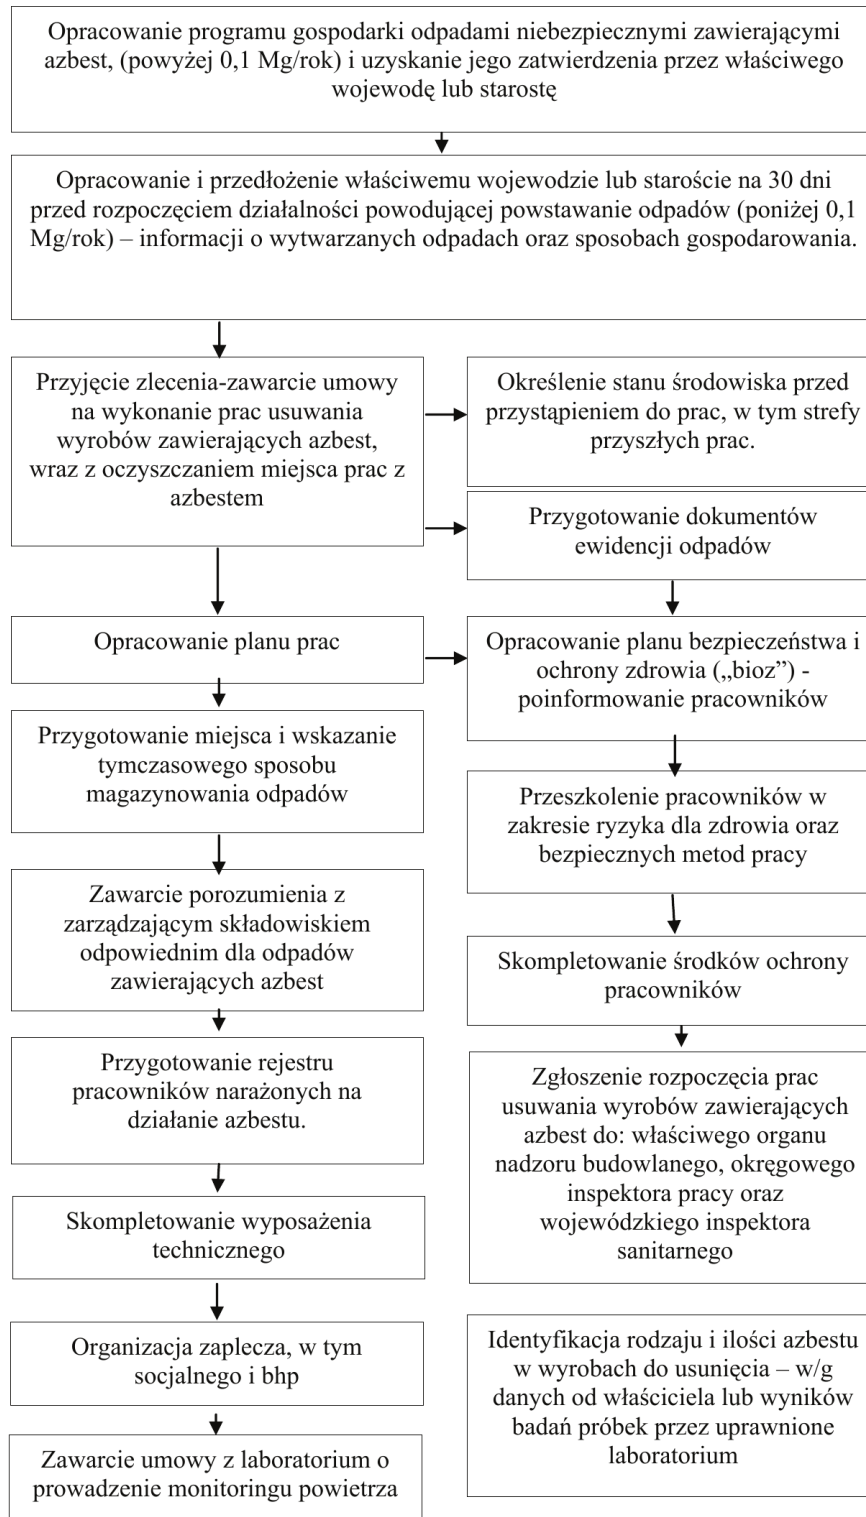 Opracowanie programu gospodarki odpadami niebezpiecznymi zawierającymi
azbest, (powyżej 0,1 Mg/rok) i uzyskanie jego zatwierdzenia przez właściwego
wojewodę lub starostę
Opracowanie i przedłożenie właściwemu wojewodzie lub staroście na 30 dni
przed rozpoczęciem działalności powodującej powstawanie odpadów (poniżej 0,1
Mg/rok) – informacji o wytwarzanych odpadach oraz sposobach gospodarowania.
Przyjęcie zlecenia-zawarcie umowy
na wykonanie prac usuwania
wyrobów zawierających azbest,
wraz z oczyszczaniem miejsca prac z
azbestem
Określenie stanu środowiska przed
przystąpieniem do prac, w tym strefy
przyszłych prac.
Przygotowanie dokumentów
ewidencji odpadów
Opracowanie planu prac
Opracowanie planu bezpieczeństwa i
ochrony zdrowia („bioz”) -
poinformowanie pracowników
Przygotowanie miejsca i wskazanie
tymczasowego sposobu
magazynowania odpadów
Przeszkolenie pracowników w
zakresie ryzyka dla zdrowia oraz
bezpiecznych metod pracy
Zawarcie porozumienia z
zarządzającym składowiskiem
odpowiednim dla odpadów
zawierających azbest
Skompletowanie środków ochrony
pracowników
Przygotowanie rejestru
pracowników narażonych na
działanie azbestu.
Zgłoszenie rozpoczęcia prac
usuwania wyrobów zawierających
azbest do: właściwego organu
nadzoru budowlanego, okręgowego
inspektora pracy oraz
wojewódzkiego inspektora
sanitarnego
Skompletowanie wyposażenia
technicznego
Organizacja zaplecza, w tym
socjalnego i bhp
Identyfikacja rodzaju i ilości azbestu
w wyrobach do usunięcia – w/g
danych od właściciela lub wyników
badań próbek przez uprawnione
laboratorium
Zawarcie umowy z laboratorium o
prowadzenie monitoringu powietrza